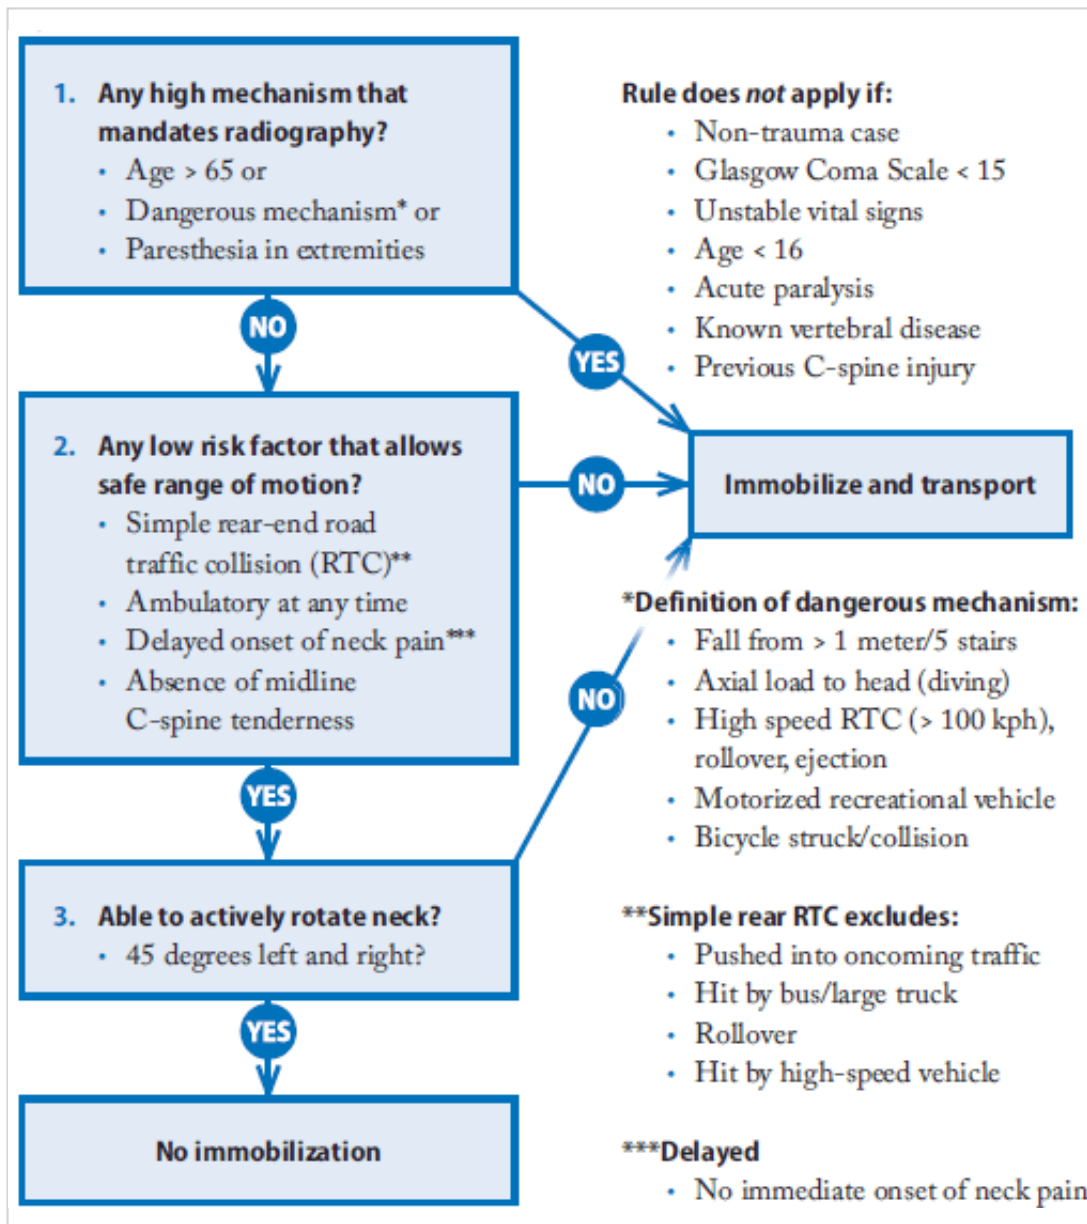 1. Any high mechanism that
mandates radiography?
• Age > 65 or
• Dangerous mechanism* or
• Paresthesia in extremities
NO
YES
2. Any low risk factor that allows
safe range of motion?
• Simple rear-end road
traffic collision (RTC)**
• Ambulatory at any time
• Delayed onset of neck pain***
• Absence of midline
C-spine tenderness
NO
YES
3. Able to actively rotate neck?
• 45 degrees left and right?
NO
YES
No immobilization
Rule does not apply if:
• Non-trauma case
• Glasgow Coma Scale < 15
• Unstable vital signs
• Age < 16
• Acute paralysis
• Known vertebral disease
• Previous C-spine injury
Immobilize and transport
*Definition of dangerous mechanism:
• Fall from > 1 meter/5 stairs
• Axial load to head (diving)
• High speed RTC (> 100 kph),
rollover, ejection
• Motorized recreational vehicle
• Bicycle struck/collision
**Simple rear RTC excludes:
• Pushed into oncoming traffic
• Hit by bus/large truck
• Rollover
• Hit by high-speed vehicle
***Delayed
• No immediate onset of neck pain